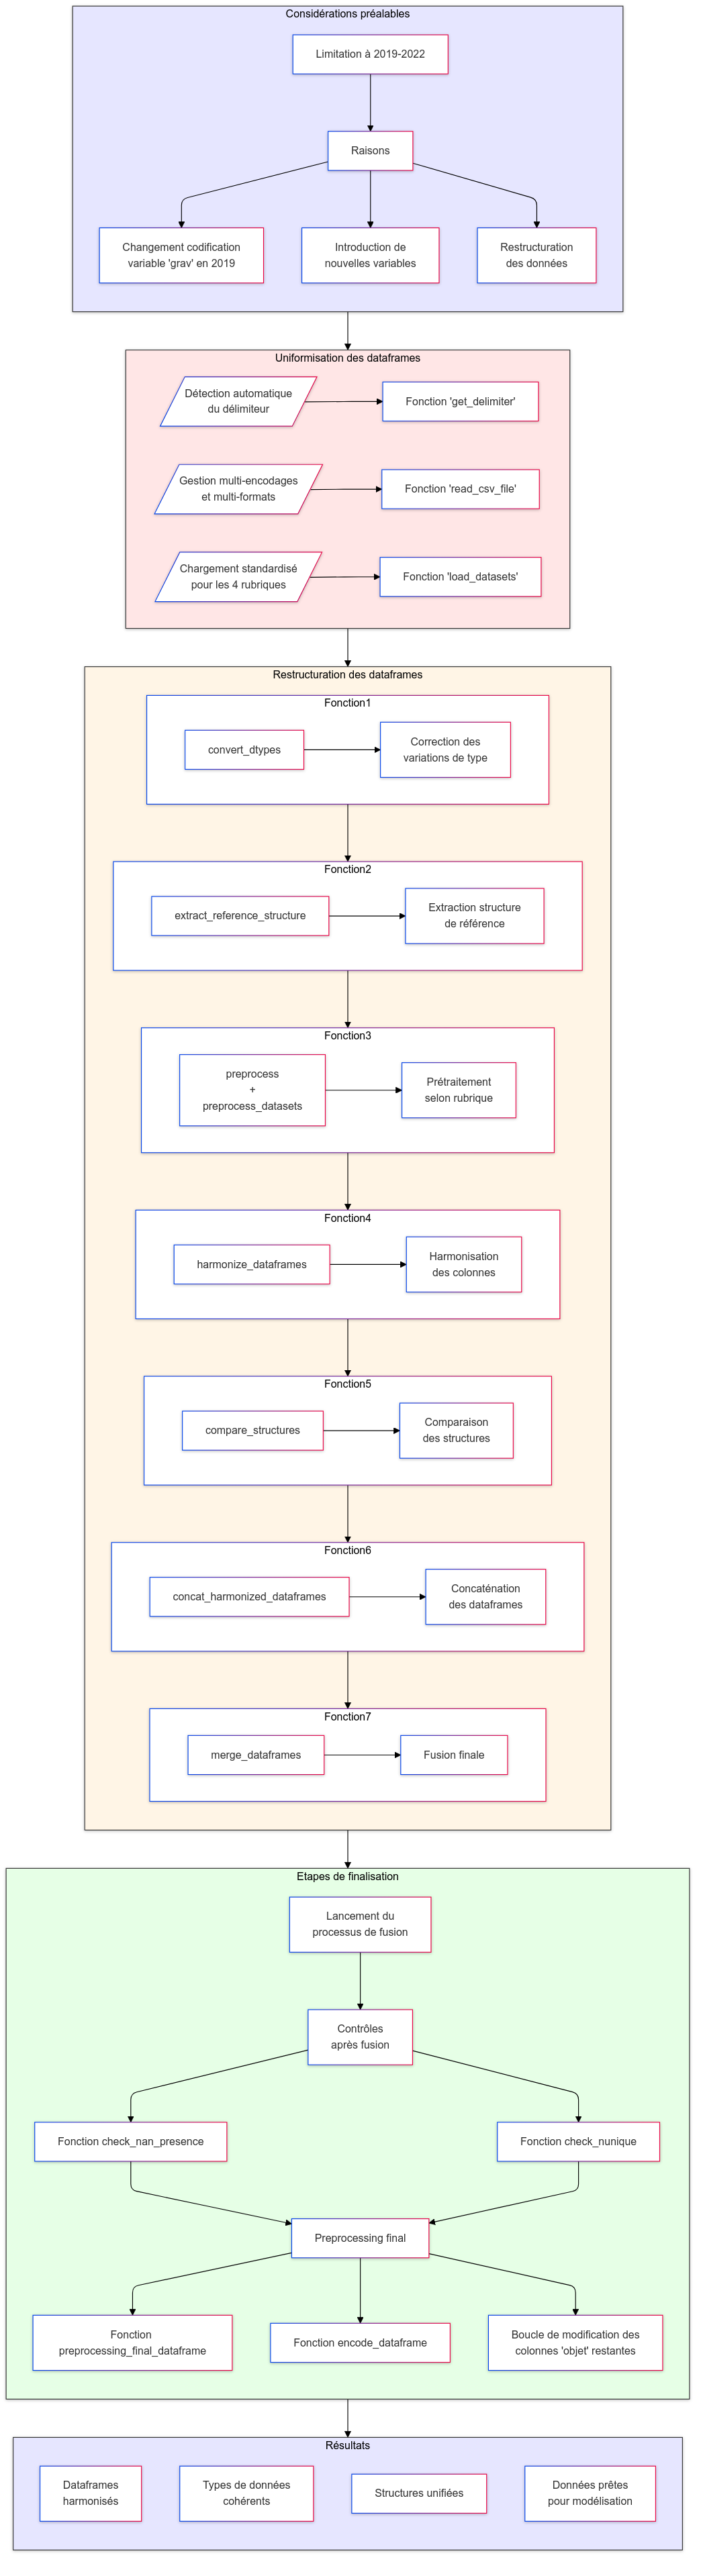 Considérations préalables
Limitation à 2019-2022
Raisons
Changement codification
variable 'grav' en 2019
Introduction de
nouvelles variables
Restructuration
des données
Uniformisation des dataframes
Détection automatique
du délimiteur
Fonction 'get_delimiter'
Gestion multi-encodages
et multi-formats
Fonction 'read_csv_file'
Chargement standardisé
pour les 4 rubriques
Fonction 'load_datasets'
Restructuration des dataframes
Fonction1
convert_dtypes
Correction des
variations de type
Fonction2
extract_reference_structure
Extraction structure
de référence
Fonction3
preprocess
+
preprocess_datasets
Prétraitement
selon rubrique
Fonction4
harmonize_dataframes
Harmonisation
des colonnes
Fonction5
compare_structures
Comparaison
des structures
Fonction6
concat_harmonized_dataframes
Concaténation
des dataframes
Fonction7
merge_dataframes
Fusion finale
Etapes de finalisation
Lancement du
processus de fusion
Contrôles
après fusion
Fonction check_nan_presence
Fonction check_nunique
Preprocessing final
Fonction
preprocessing_final_dataframe
Fonction encode_dataframe
Boucle de modification des
colonnes 'objet' restantes
Résultats
Dataframes
harmonisés
Types de données
cohérents
Structures unifiées
Données prêtes
pour modélisation